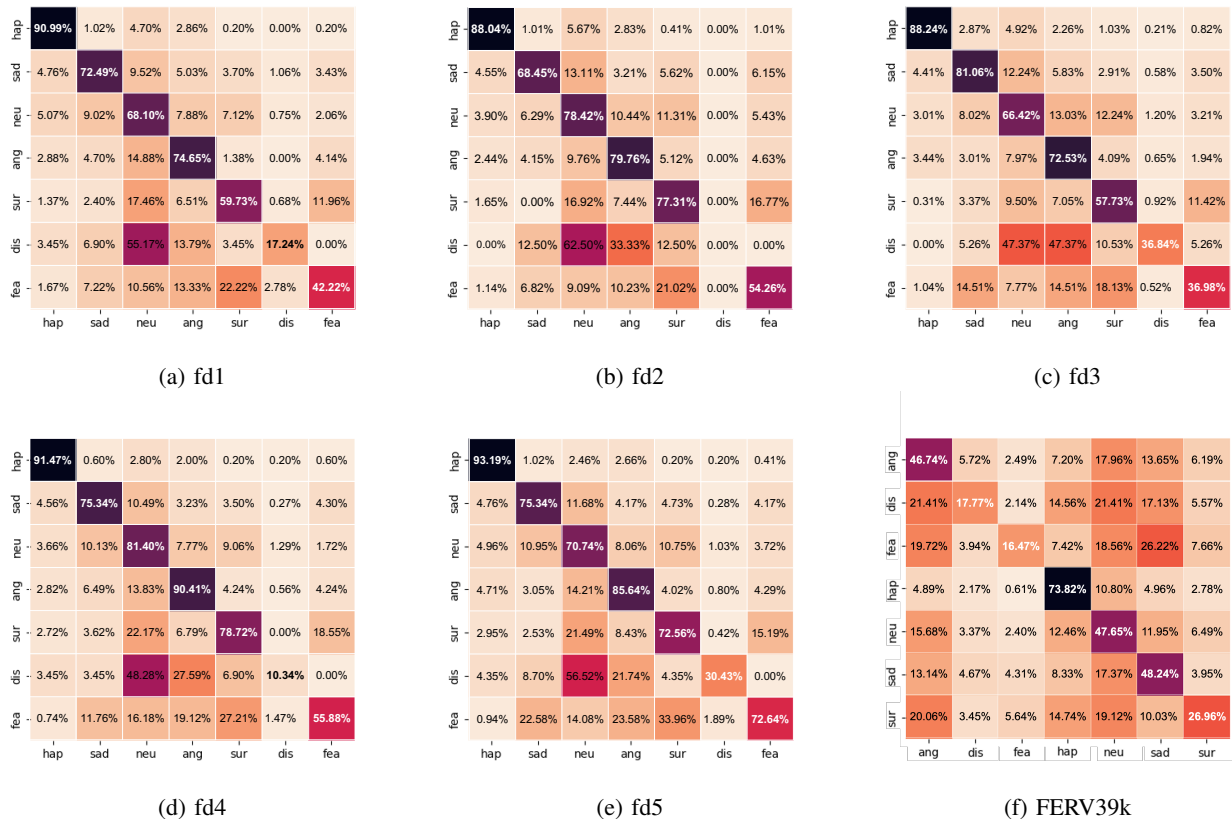 hap 90.99% 1.02% 4.70% 2.86% 0.20% 0.00% 0.20%
sad 4.76% 72.49% 9.52% 5.03% 3.70% 1.06% 3.43%
neu 5.07% 9.02% 68.10% 7.88% 7.12% 0.75% 2.06%
ang 2.88% 4.70% 14.88% 74.65% 1.38% 0.00% 4.14%
sur 1.37% 2.40% 17.46% 6.51% 59.73% 0.68% 11.96%
dis 3.45% 6.90% 55.17% 13.79% 3.45% 17.24% 0.00%
fea 1.67% 7.22% 10.56% 13.33% 22.22% 2.78% 42.22%
hap sad neu ang sur dis fea
(a) fd1
hap 88.04% 1.01% 5.67% 2.83% 0.41% 0.00% 1.01%
sad 4.55% 68.45% 13.11% 3.21% 5.62% 0.00% 6.15%
neu 3.90% 6.29% 78.42% 10.44% 11.31% 0.00% 5.43%
ang 2.44% 4.15% 9.76% 79.76% 5.12% 0.00% 4.63%
sur 1.65% 0.00% 16.92% 7.44% 77.31% 0.00% 16.77%
dis 0.00% 12.50% 62.50% 33.33% 12.50% 0.00% 0.00%
fea 1.14% 6.82% 9.09% 10.23% 21.02% 0.00% 54.26%
hap sad neu ang sur dis fea
(b) fd2
hap 88.24% 2.87% 4.92% 2.26% 1.03% 0.21% 0.82%
sad 4.41% 81.06% 12.24% 5.83% 2.91% 0.58% 3.50%
neu 3.01% 8.02% 66.42% 13.03% 12.24% 1.20% 3.21%
ang 3.44% 3.01% 7.97% 72.53% 4.09% 0.65% 1.94%
sur 0.31% 3.37% 9.50% 7.05% 57.73% 0.92% 11.42%
dis 0.00% 5.26% 47.37% 47.37% 10.53% 36.84% 5.26%
fea 1.04% 14.51% 7.77% 14.51% 18.13% 0.52% 36.98%
hap sad neu ang sur dis fea
(c) fd3
hap 91.47% 0.60% 2.80% 2.00% 0.20% 0.20% 0.60%
sad 4.56% 75.34% 10.49% 3.23% 3.50% 0.27% 4.30%
neu 3.66% 10.13% 81.40% 7.77% 9.06% 1.29% 1.72%
ang 2.82% 6.49% 13.83% 90.41% 4.24% 0.56% 4.24%
sur 2.72% 3.62% 22.17% 6.79% 78.72% 0.00% 18.55%
dis 3.45% 3.45% 48.28% 27.59% 6.90% 10.34% 0.00%
fea 0.74% 11.76% 16.18% 19.12% 27.21% 1.47% 55.88%
hap sad neu ang sur dis fea
(d) fd4
hap 93.19% 1.02% 2.46% 2.66% 0.20% 0.20% 0.41%
sad 4.76% 75.34% 11.68% 4.17% 4.73% 0.28% 4.17%
neu 4.96% 10.95% 70.74% 8.06% 10.75% 1.03% 3.72%
ang 4.71% 3.05% 14.21% 85.64% 4.02% 0.80% 4.29%
sur 2.95% 2.53% 21.49% 8.43% 72.56% 0.42% 15.19%
dis 4.35% 8.70% 56.52% 21.74% 4.35% 30.43% 0.00%
fea 0.94% 22.58% 14.08% 23.58% 33.96% 1.89% 72.64%
hap sad neu ang sur dis fea
(e) fd5
ang 46.74% 5.72% 2.49% 7.20% 17.96% 13.65% 6.19%
dis 21.41% 17.77% 2.14% 14.56% 21.41% 17.13% 5.57%
fea 19.72% 3.94% 16.47% 7.42% 18.56% 26.22% 7.66%
hap 4.89% 2.17% 0.61% 73.82% 10.80% 4.96% 2.78%
neu 15.68% 3.37% 2.40% 12.46% 47.65% 11.95% 6.49%
sad 13.14% 4.67% 4.31% 8.33% 17.37% 48.24% 3.95%
sur 20.06% 3.45% 5.64% 14.74% 19.12% 10.03% 26.96%
ang dis fea hap neu sad sur
(f) FERV39k